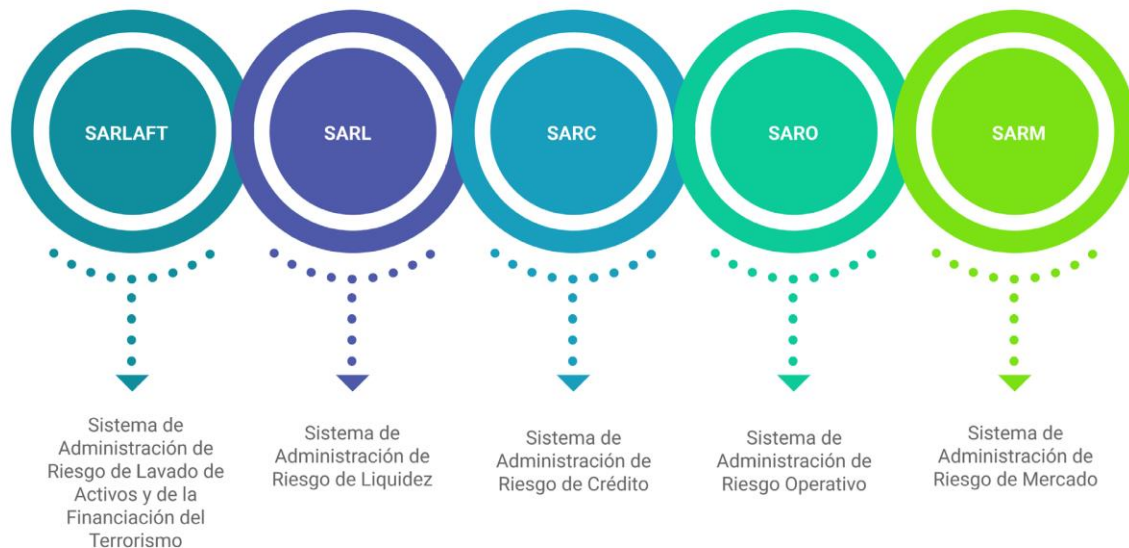 SARLAFT
SARL
SARC
SARO
SARM
Sistema de
Administración de
Riesgo de Lavado de
Activos y de la
Financiación del
Terrorismo
Sistema de
Administración de
Riesgo de Liquidez
Sistema de
Administración de
Riesgo de Crédito
Sistema de
Administración de
Riesgo Operativo
Sistema de
Administración de
Riesgo de Mercado